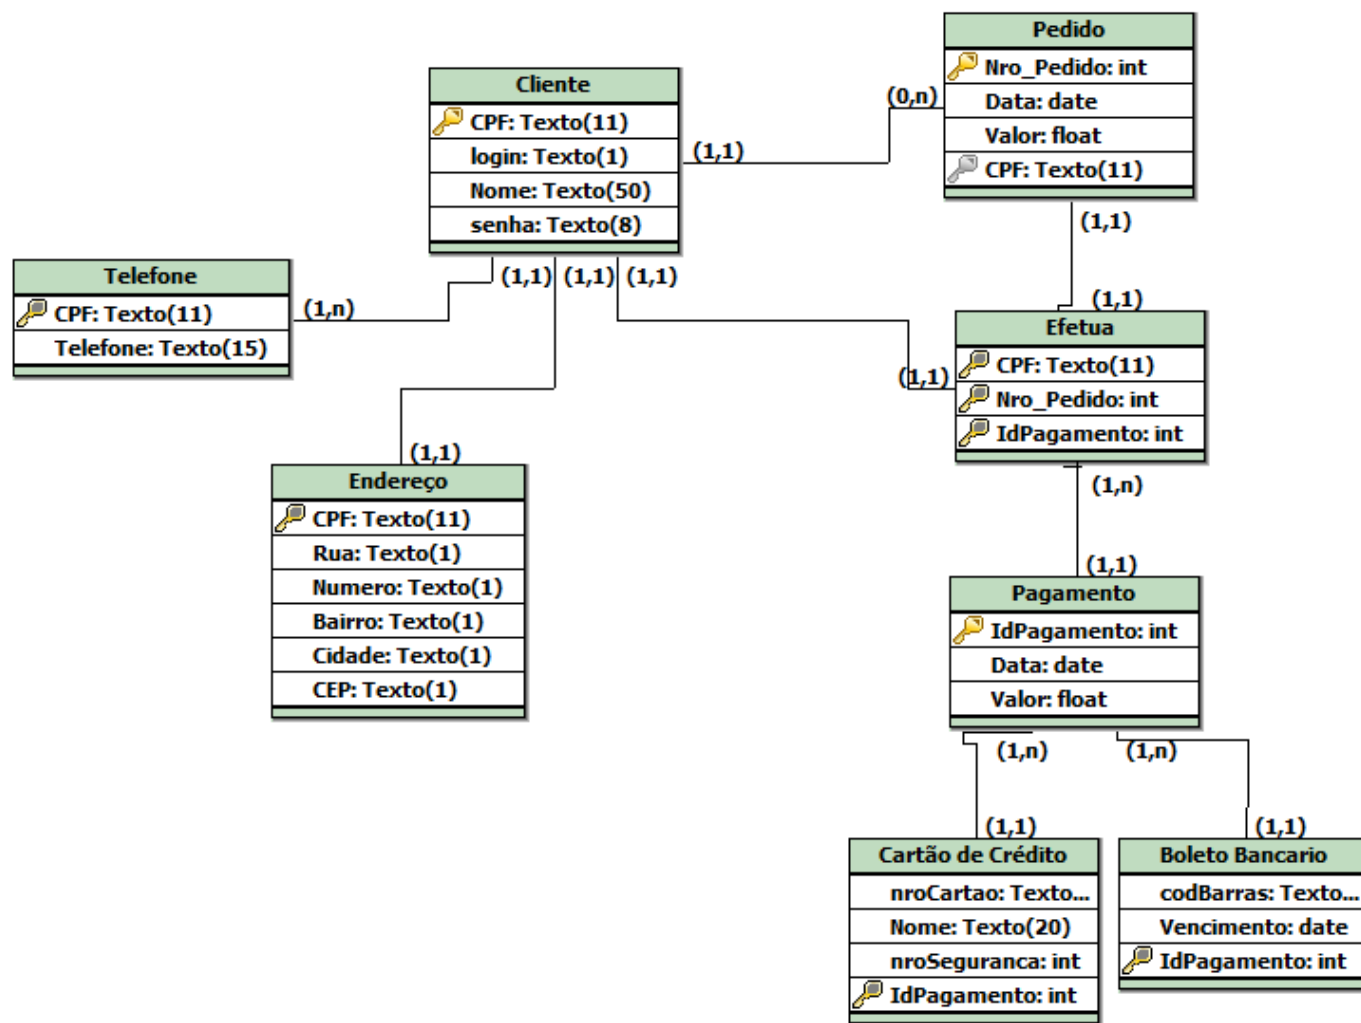 Pedido
Nro_Pedido: int
Data: date
Valor: float
CPF: Texto(11)
(0,n)
(1,1)
Cliente
CPF: Texto(11)
login: Texto(1)
Nome: Texto(50)
senha: Texto(8)
(1,1)
(1,1) (1,1) (1,1)
Telefone
CPF: Texto(11)
Telefone: Texto(15)
(1,n)
(1,1)
Efetua
CPF: Texto(11)
Nro_Pedido: int
IdPagamento: int
(1,1)
(1,n)
(1,1)
Endereço
CPF: Texto(11)
Rua: Texto(1)
Numero: Texto(1)
Bairro: Texto(1)
Cidade: Texto(1)
CEP: Texto(1)
(1,1)
Pagamento
IdPagamento: int
Data: date
Valor: float
(1,n)
(1,n)
(1,1)
Cartão de Crédito
nroCartao: Texto...
Nome: Texto(20)
nroSeguranca: int
IdPagamento: int
(1,1)
Boleto Bancario
codBarras: Texto...
Vencimento: date
IdPagamento: int